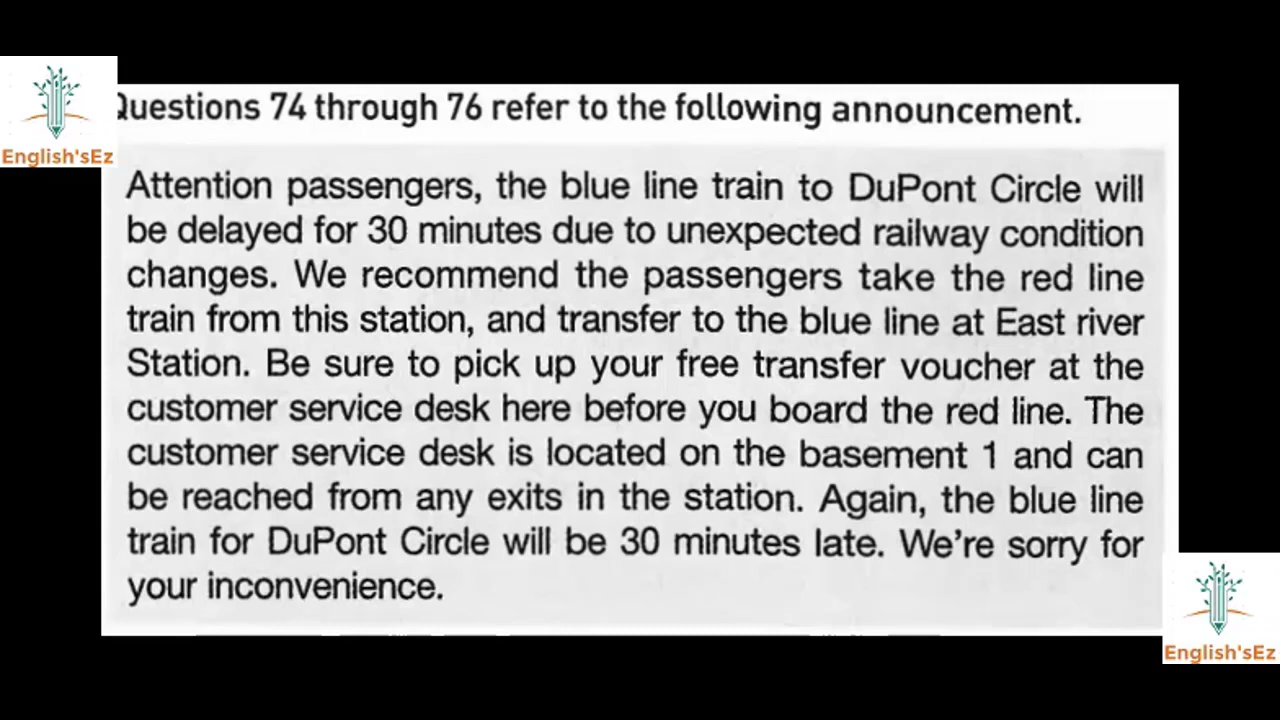 Questions 74 through 76 refer to the following announcement.
English'sEz
Attention passengers, the blue line train to DuPont Circle will
be delayed for 30 minutes due to unexpected railway condition
changes. We recommend the passengers take the red line
train from this station, and transfer to the blue line at East river
Station. Be sure to pick up your free transfer voucher at the
customer service desk here before you board the red line. The
customer service desk is located on the basement 1 and can
be reached from any exits in the station. Again, the blue line
train for DuPont Circle will be 30 minutes late. We're sorry for
your inconvenience.
English'sEz